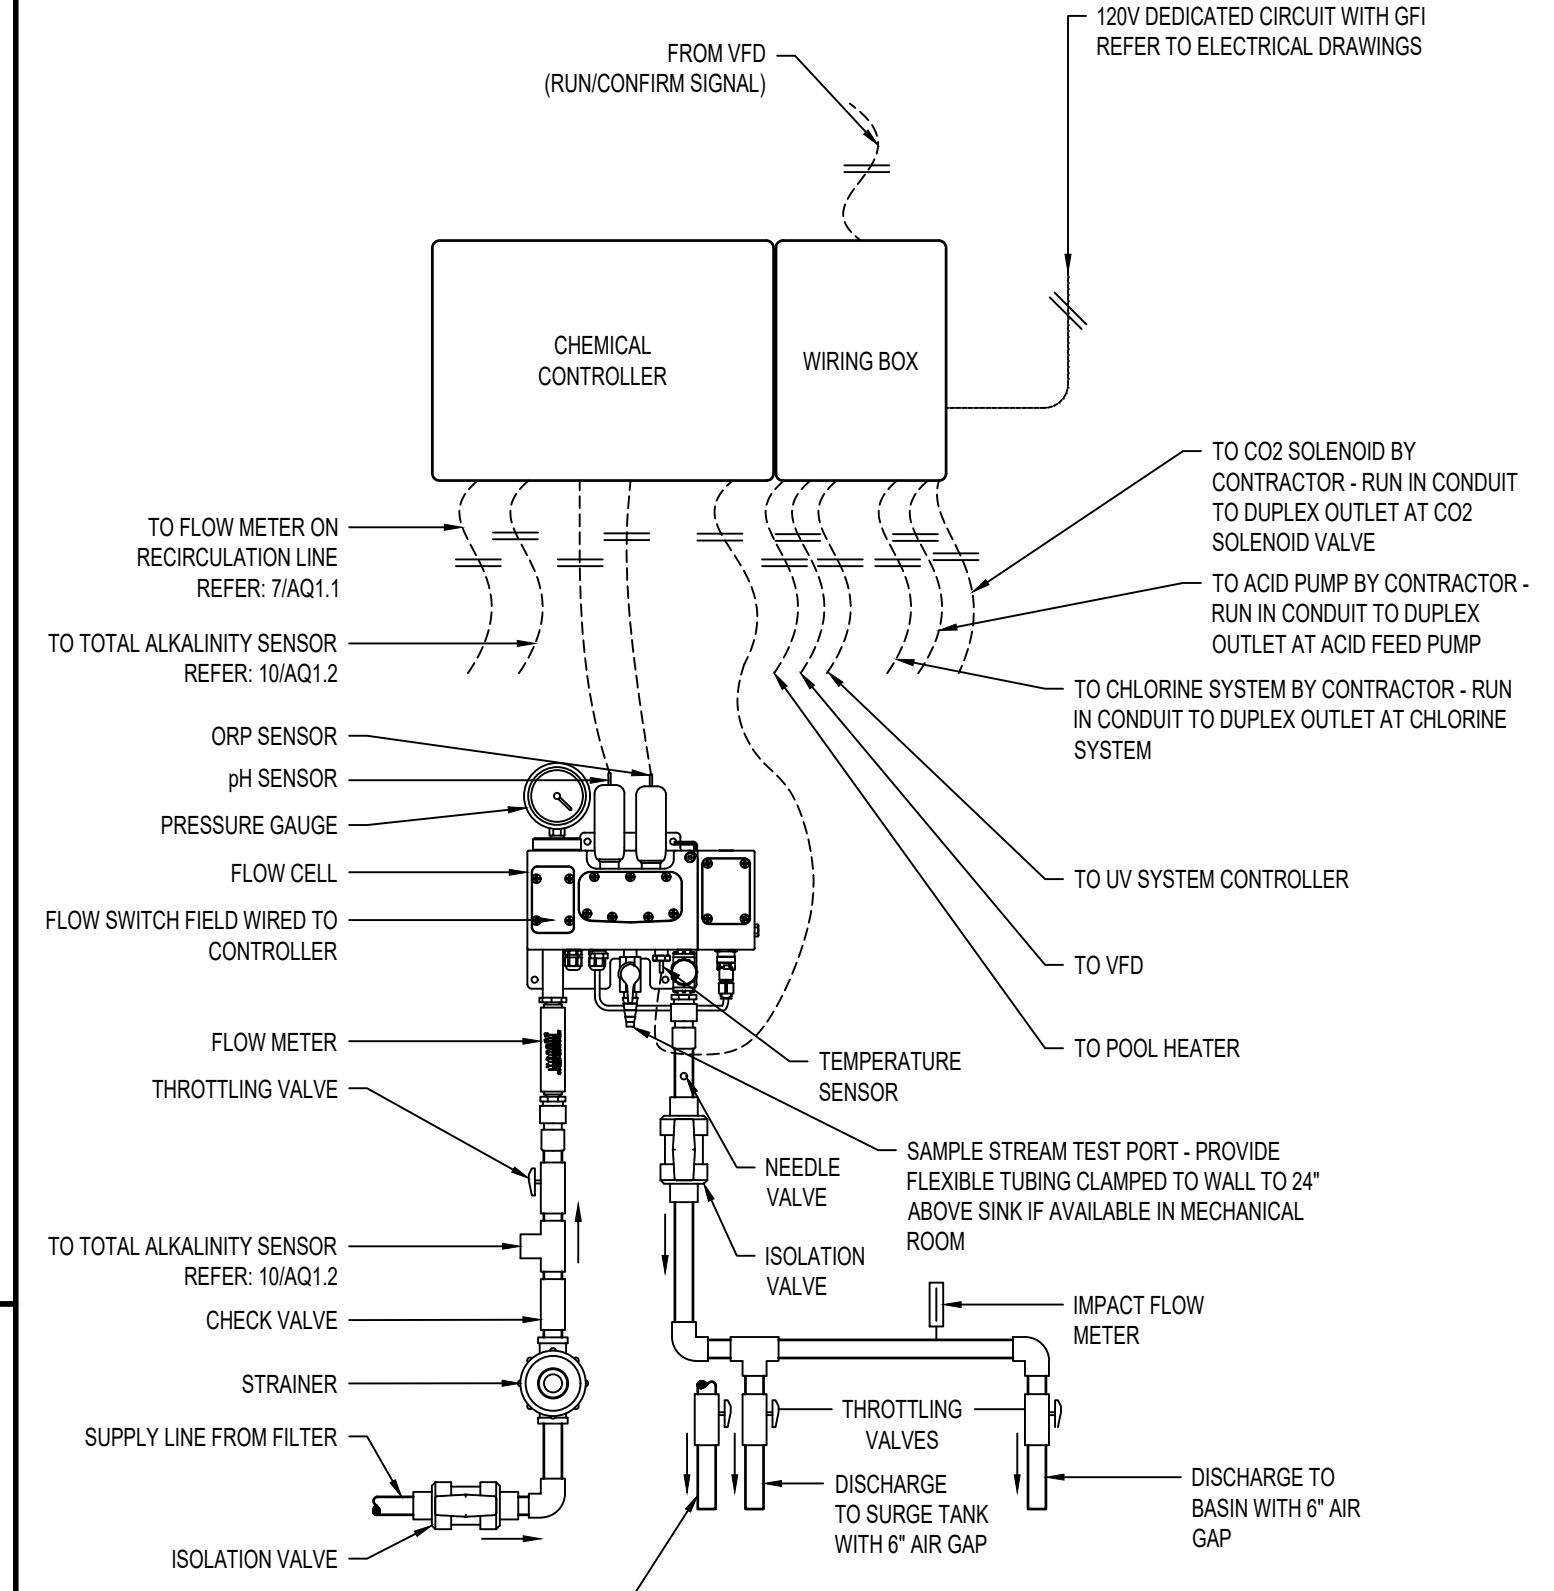 120V DEDICATED CIRCUIT WITH GFI
REFER TO ELECTRICAL DRAWINGS
FROM VFD
(RUN/CONFIRM SIGNAL)
CHEMICAL
CONTROLLER
WIRING BOX
TO CO2 SOLENOID BY
CONTRACTOR - RUN IN CONDUIT
TO DUPLEX OUTLET AT CO2
SOLENOID VALVE
TO ACID PUMP BY CONTRACTOR -
RUN IN CONDUIT TO DUPLEX
OUTLET AT ACID FEED PUMP
TO CHLORINE SYSTEM BY CONTRACTOR - RUN
IN CONDUIT TO DUPLEX OUTLET AT CHLORINE
SYSTEM
TO UV SYSTEM CONTROLLER
TO VFD
TO POOL HEATER
TO FLOW METER ON
RECIRCULATION LINE
REFER: 7/AQ1.1
TO TOTAL ALKALINITY SENSOR
REFER: 10/AQ1.2
ORP SENSOR
pH SENSOR
PRESSURE GAUGE
FLOW CELL
FLOW SWITCH FIELD WIRED TO
CONTROLLER
FLOW METER
THROTTLING VALVE
TO TOTAL ALKALINITY SENSOR
REFER: 10/AQ1.2
CHECK VALVE
STRAINER
SUPPLY LINE FROM FILTER
ISOLATION VALVE
TEMPERATURE
SENSOR
SAMPLE STREAM TEST PORT - PROVIDE
FLEXIBLE TUBING CLAMPED TO WALL TO 24"
ABOVE SINK IF AVAILABLE IN MECHANICAL
ROOM
NEEDLE
VALVE
ISOLATION
VALVE
IMPACT FLOW
METER
THROTTLING
VALVES
DISCHARGE
TO SURGE TANK
WITH 6" AIR GAP
DISCHARGE TO
BASIN WITH 6" AIR
GAP